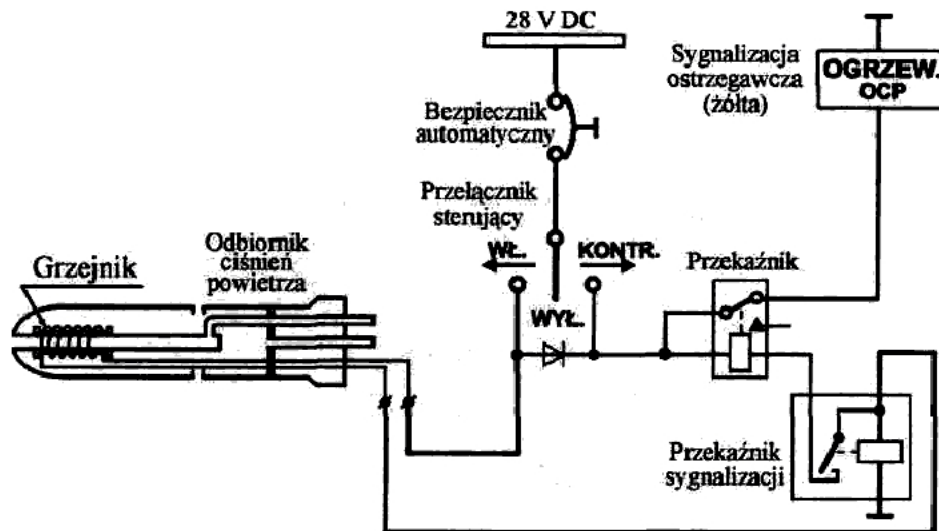 28 V DC
Sygnalizacja
ostrzegawcza
(żółta)
OGRZEW.
OCP
Bezpiecznik
automatyczny
Przełącznik
sterujący
Odbiornik
ciśnień
powietrza
Grzejnik
WŁ.
KONTR.
WYŁ.
Przekaźnik
Przekaźnik
sygnalizacji